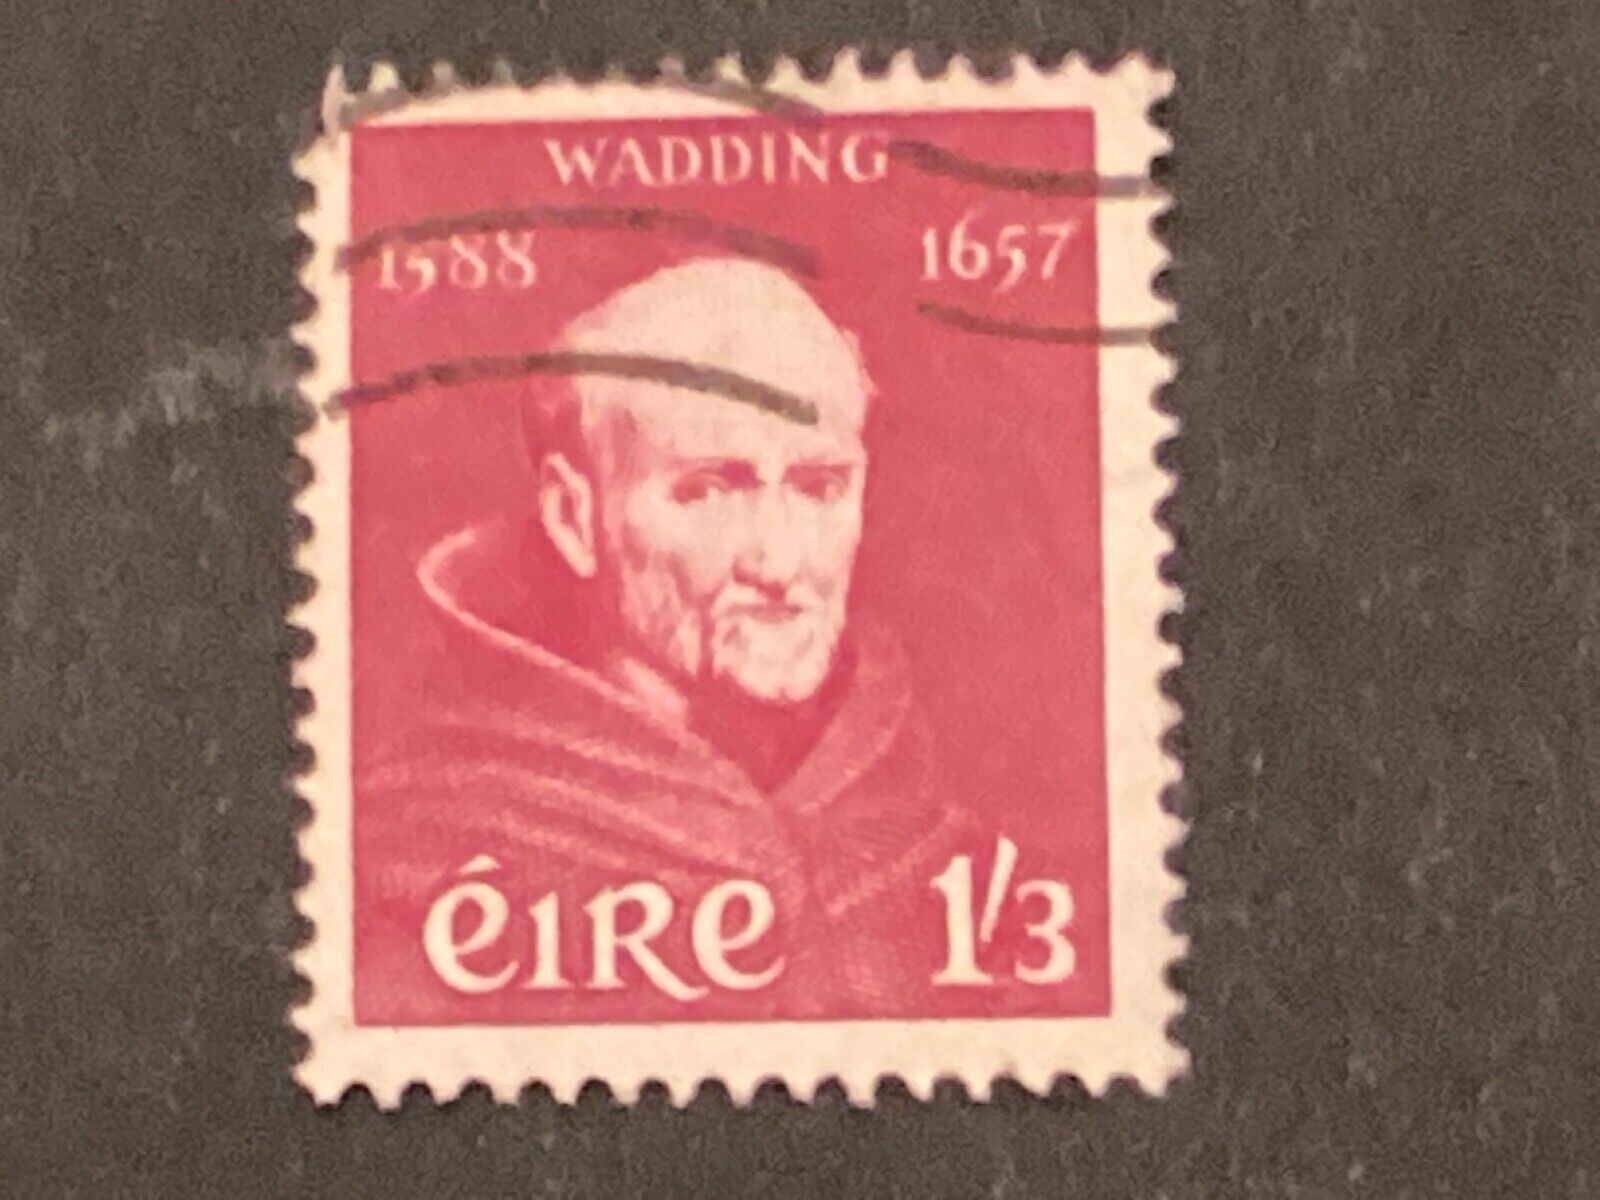 WADDING
1588 1657
éIRe 1/3